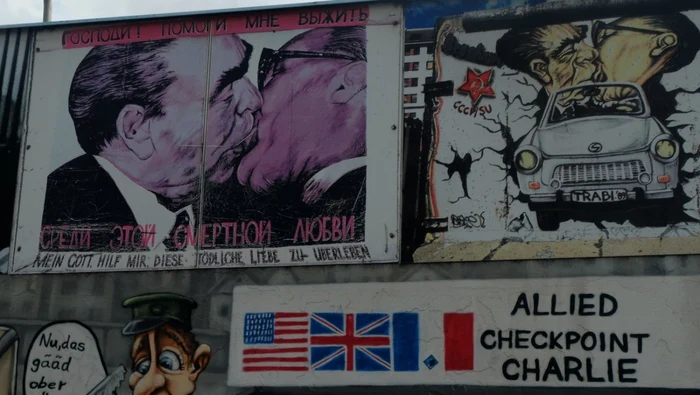 ГОСПОДИ! ПОМОГИ МНЕ ВЫЖИТЬ
СРЕДИ ЭТОЙ СМЕРТНОЙ ЛЮБВИ
MEIN GOTT, HILF MIR, DIESE TÖDLICHE LIEBE ZU ÜBERLEBEN
TRABI
Nu, das
gääd
ober
ALLIED
CHECKPOINT
CHARLIE